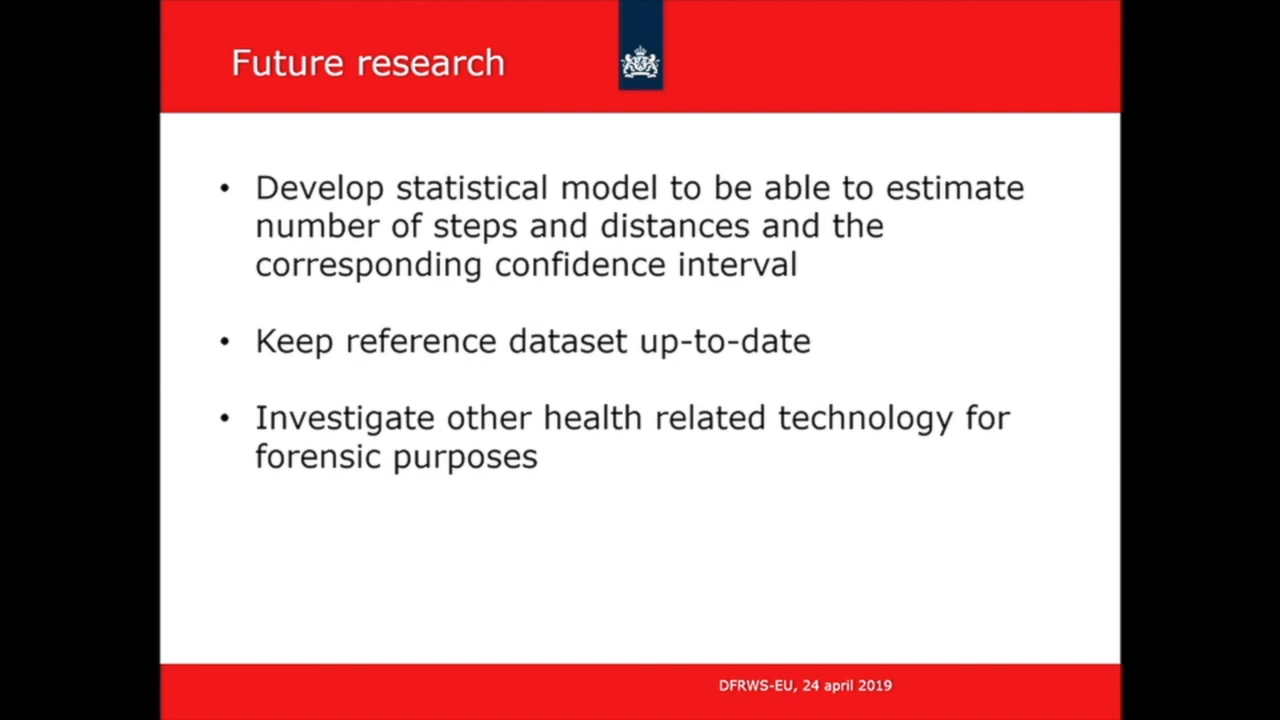 Future research
• Develop statistical model to be able to estimate
number of steps and distances and the
corresponding confidence interval
• Keep reference dataset up-to-date
• Investigate other health related technology for
forensic purposes
DFRWS-EU, 24 april 2019